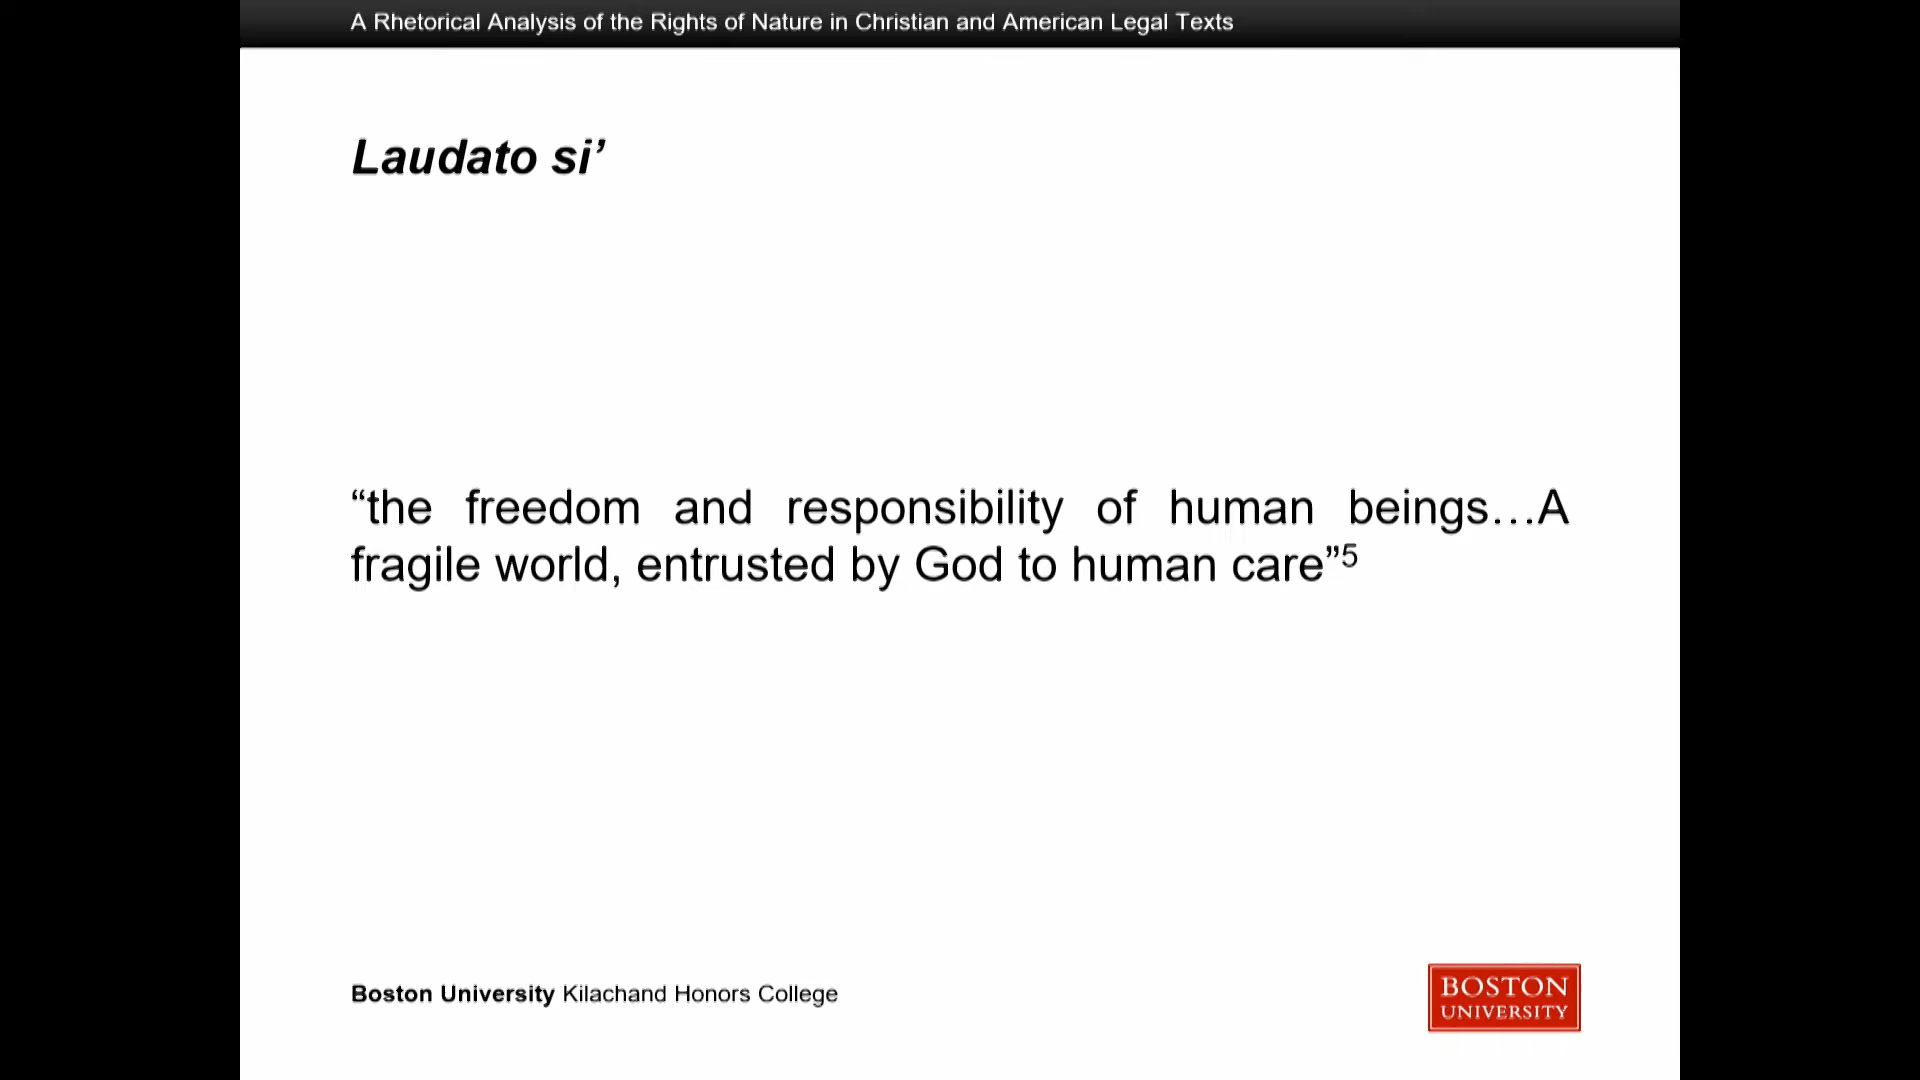 A Rhetorical Analysis of the Rights of Nature in Christian and American Legal Texts
Laudato si’
“the freedom and responsibility of human beings…A
fragile world, entrusted by God to human care”⁵
Boston University Kilachand Honors College
BOSTON
UNIVERSITY